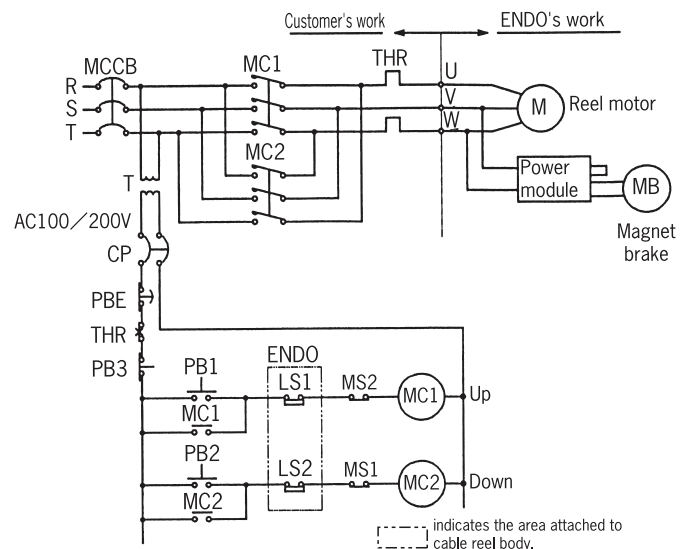 Customer's work
ENDO's work
MCCB
MC1
THR
R
S
T
U
V
W
M
Reel motor
MC2
T
Power
module
MB
Magnet
brake
AC100/200V
CP
PBE
THR
PB3
ENDO
PB1
LS1
MS2
MC1
Up
MC1
PB2
LS2
MS1
MC2
Down
MC2
indicates the area attached to
cable reel body.